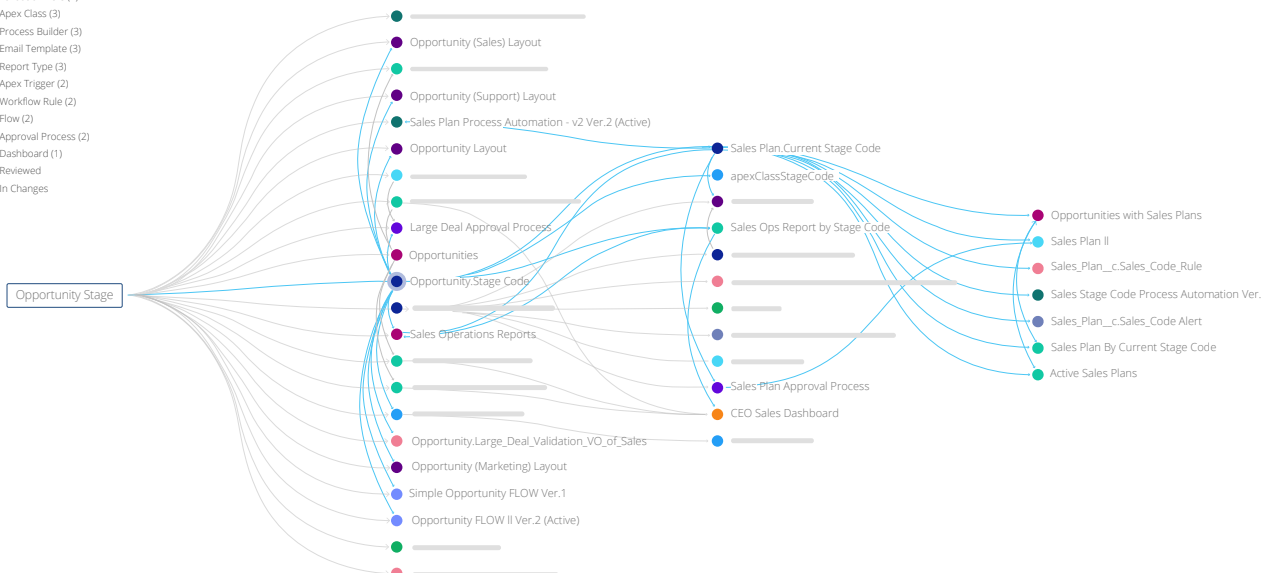 Apex Class (3)
Process Builder (3)
Email Template (3)
Report Type (3)
Apex Trigger (2)
Workflow Rule (2)
Flow (2)
Approval Process (2)
Dashboard (1)
Reviewed
In Changes
Opportunity Stage
Opportunity (Sales) Layout
Opportunity (Support) Layout
Sales Plan Process Automation - v2 Ver.2 (Active)
Opportunity Layout
Large Deal Approval Process
Opportunities
Opportunity.Stage Code
Sales Operations Reports
Opportunity.Large_Deal_Validation_VO_of_Sales
Opportunity (Marketing) Layout
Simple Opportunity FLOW Ver.1
Opportunity FLOW ll Ver.2 (Active)
Sales Plan.Current Stage Code
apexClassStageCode
Sales Ops Report by Stage Code
Sales Plan Approval Process
CEO Sales Dashboard
Opportunities with Sales Plans
Sales Plan ll
Sales_Plan__c.Sales_Code_Rule
Sales Stage Code Process Automation Ver.
Sales_Plan__c.Sales_Code Alert
Sales Plan By Current Stage Code
Active Sales Plans